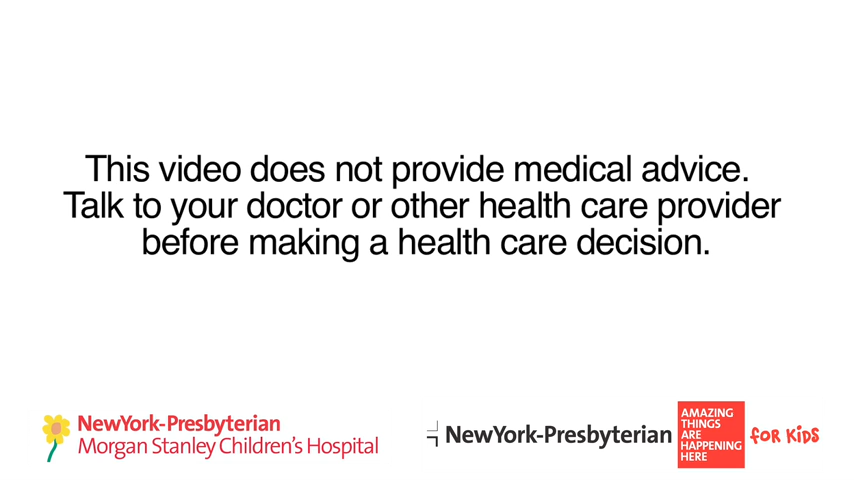 This video does not provide medical advice.
Talk to your doctor or other health care provider
before making a health care decision.
NewYork-Presbyterian
Morgan Stanley Children's Hospital
NewYork-Presbyterian
AMAZING
THINGS
ARE
HAPPENING
HERE
FOR KIDS